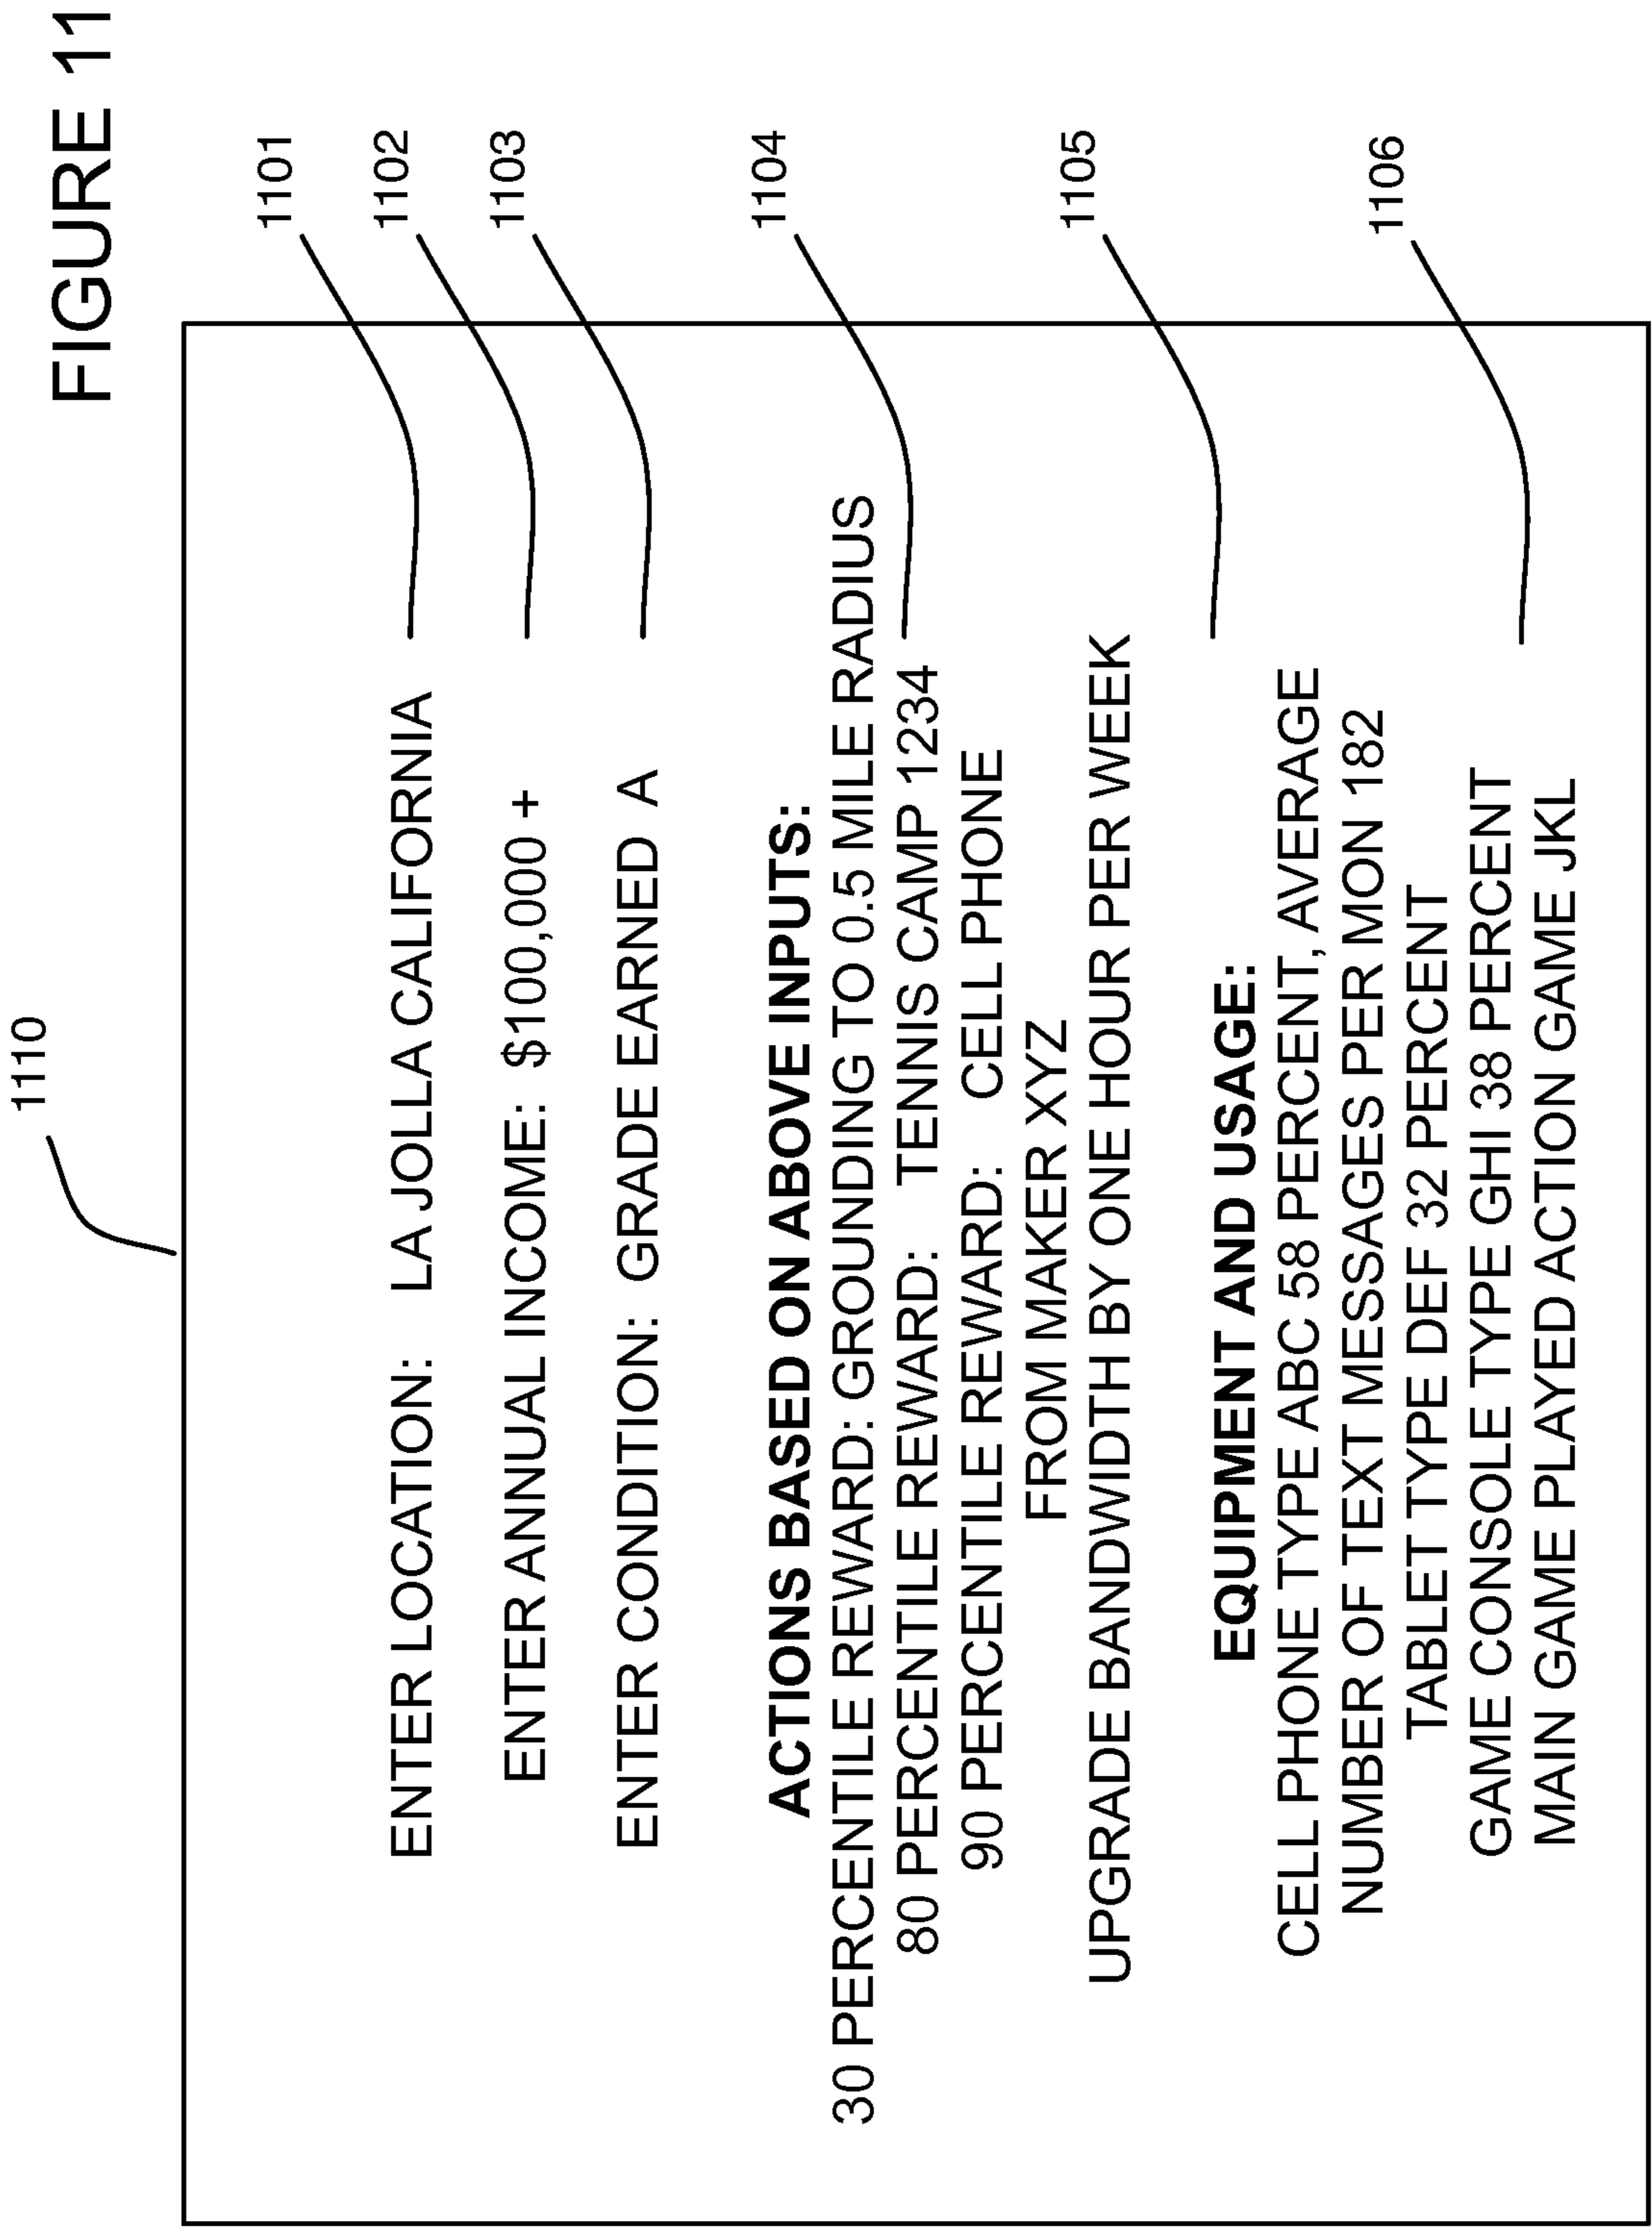 FIGURE 11
1110
ENTER LOCATION: LA JOLLA CALIFORNIA
1101
ENTER ANNUAL INCOME: $100,000 +
1102
ENTER CONDITION: GRADE EARNED A
1103
ACTIONS BASED ON ABOVE INPUTS:
30 PERCENTILE REWARD: GROUNDING TO 0.5 MILE RADIUS
80 PERCENTILE REWARD: TENNIS CAMP 1234
1104
90 PERCENTILE REWARD: CELL PHONE
FROM MAKER XYZ
UPGRADE BANDWIDTH BY ONE HOUR PER WEEK
EQUIPMENT AND USAGE:
1105
CELL PHONE TYPE ABC 58 PERCENT, AVERAGE
NUMBER OF TEXT MESSAGES PER MON 182
TABLET TYPE DEF 32 PERCENT
GAME CONSOLE TYPE GHI 38 PERCENT
1106
MAIN GAME PLAYED ACTION GAME JKL